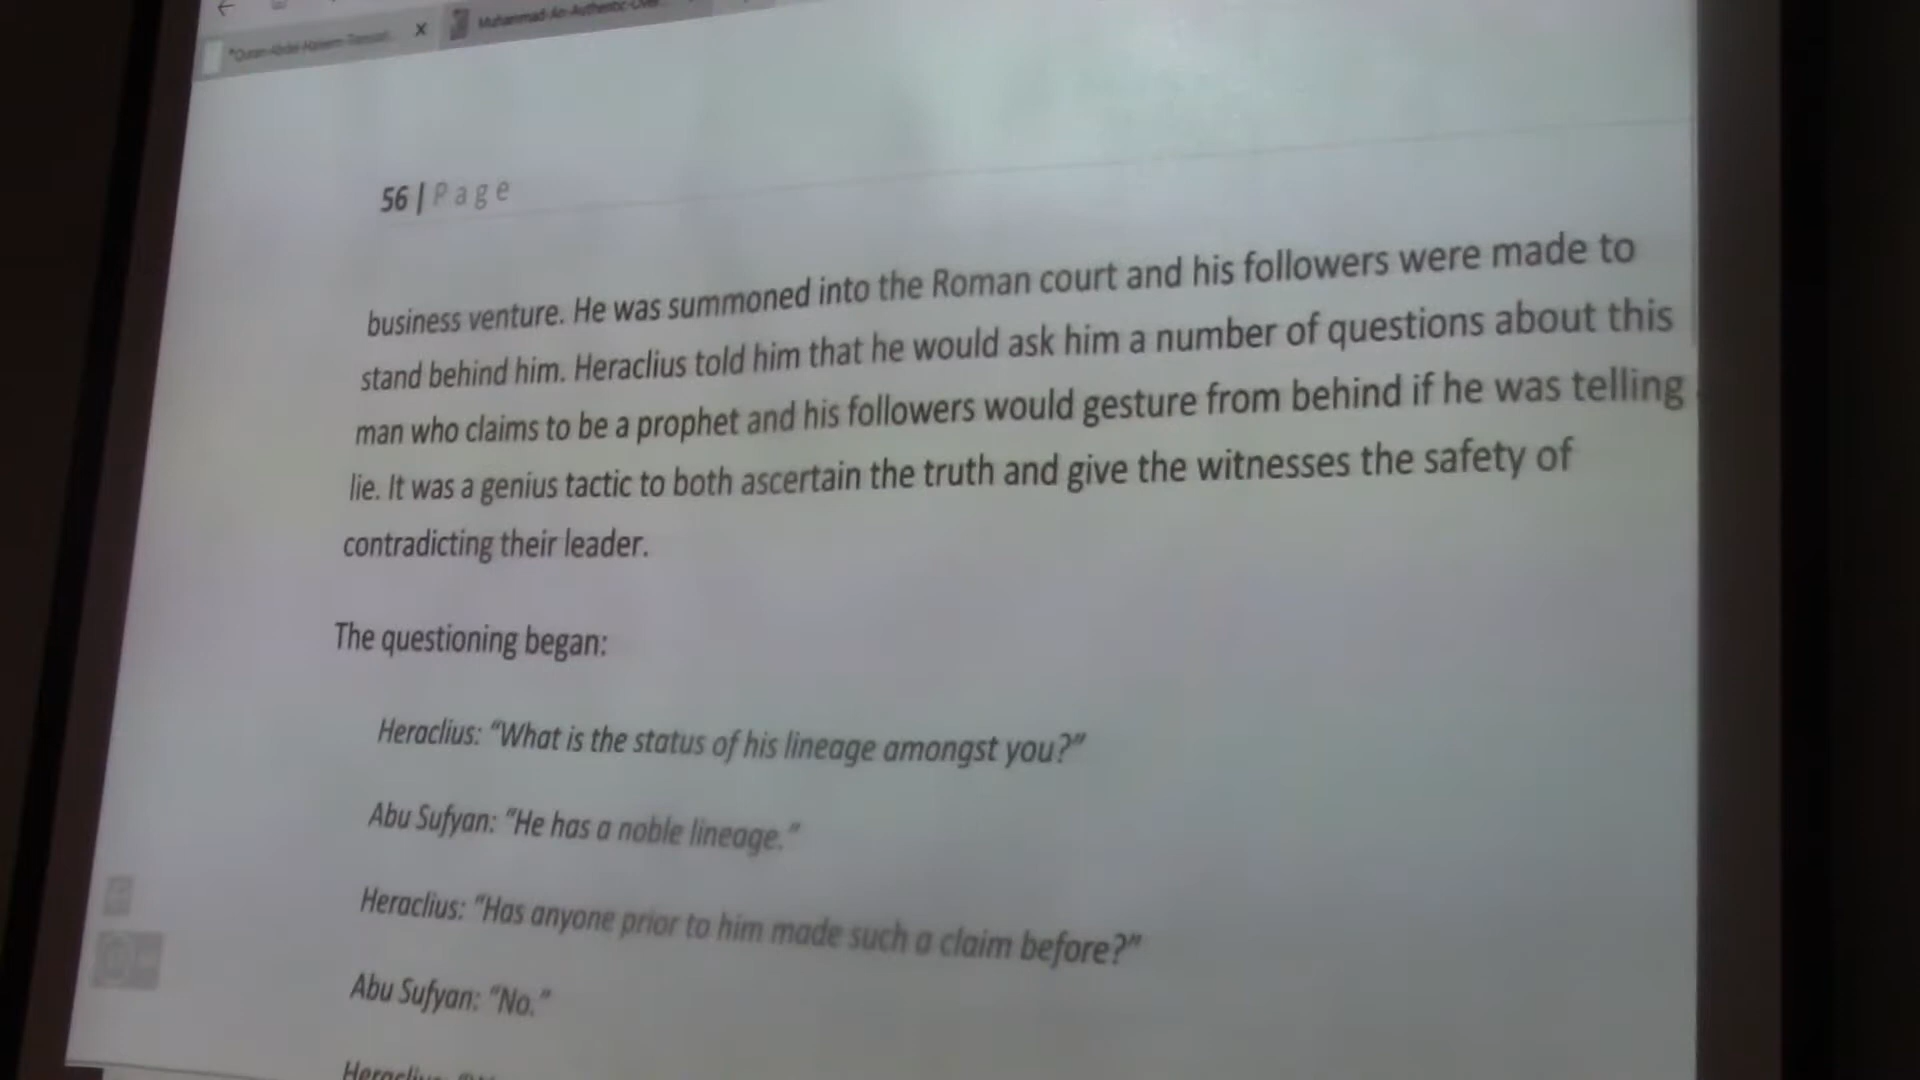 Muhammad-An-Authentic-Over...
56 | Page
business venture. He was summoned into the Roman court and his followers were made to
stand behind him. Heraclius told him that he would ask him a number of questions about this
man who claims to be a prophet and his followers would gesture from behind if he was telling
lie. It was a genius tactic to both ascertain the truth and give the witnesses the safety of
contradicting their leader.
The questioning began:
Heraclius: “What is the status of his lineage amongst you?”
Abu Sufyan: “He has a noble lineage.”
Heraclius: “Has anyone prior to him made such a claim before?”
Abu Sufyan: “No.”